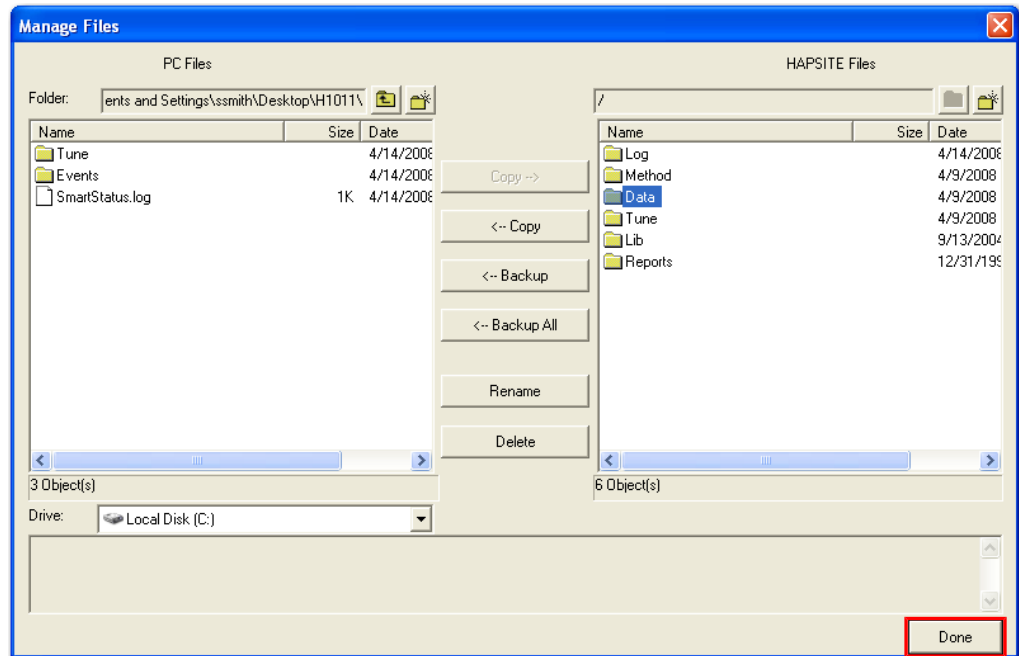 Manage Files
PC Files
HAPSITE Files
Folder:
ents and Settings\ssmith\Desktop\H1011\
/
Name Size Date
Tune 4/14/2008
Events 4/14/2008
SmartStatus.log 1K 4/14/2008
3 Object(s)
Drive:
Local Disk (C:)
Copy -->
<-- Copy
<-- Backup
<-- Backup All
Rename
Delete
Name Size Date
Log 4/14/2008
Method 4/9/2008
Data 4/9/2008
Tune 4/9/2008
Lib 9/13/2004
Reports 12/31/199
6 Object(s)
Done